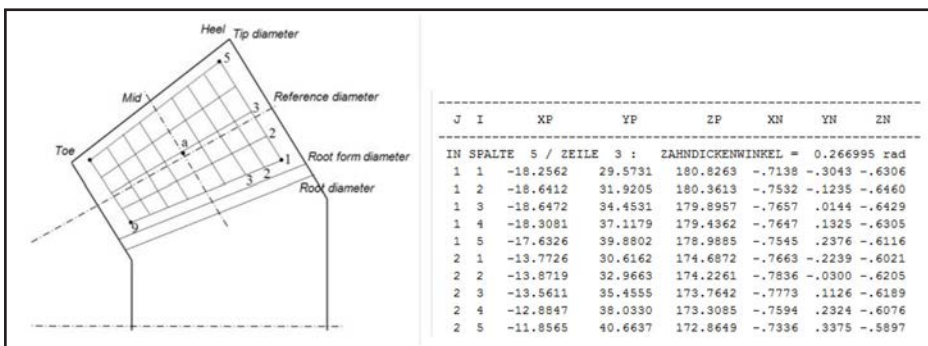 Heel Tip diameter
5
Mid
3 Reference diameter
a
2
Toe
1 Root form diameter
3 2
Root diameter
9
J I XP YP ZP XN YN ZN
IN SPALTE 5 / ZEILE 3 : ZAHNDICKENWINKEL = 0.266995 rad
1 1 -18.2562 29.5731 180.8263 -.7138 -.3043 -.6306
1 2 -18.6412 31.9205 180.3613 -.7532 -.1235 -.6460
1 3 -18.6472 34.4531 179.8957 -.7657 .0144 -.6429
1 4 -18.3081 37.1179 179.4362 -.7647 .1325 -.6305
1 5 -17.6326 39.8802 178.9885 -.7545 .2376 -.6116
2 1 -13.7726 30.6162 174.6872 -.7663 -.2239 -.6021
2 2 -13.8719 32.9663 174.2261 -.7836 -.0300 -.6205
2 3 -13.5611 35.4555 173.7642 -.7773 .1126 -.6189
2 4 -12.8847 38.0330 173.3085 -.7594 .2324 -.6076
2 5 -11.8565 40.6637 172.8649 -.7336 .3375 -.5897